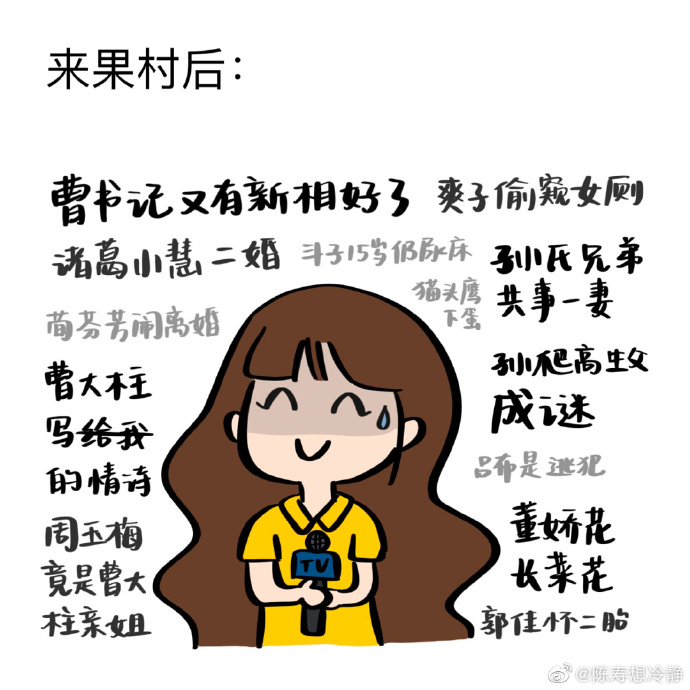 来果村后：
曹书记又有新相好了
爽子偷窥女厕
诸葛小慧二婚
斗子15岁仍尿床
孙氏兄弟
共事一妻
猫头鹰
下蛋
荀芬芳闹离婚
曹大柱
写给我
的情诗
孙爬高生父
成谜
吕布是逃犯
周玉梅
竟是曹大
柱亲姐
董娇花
长菜花
郭佳怀二胎
TV
@陈寿想冷静